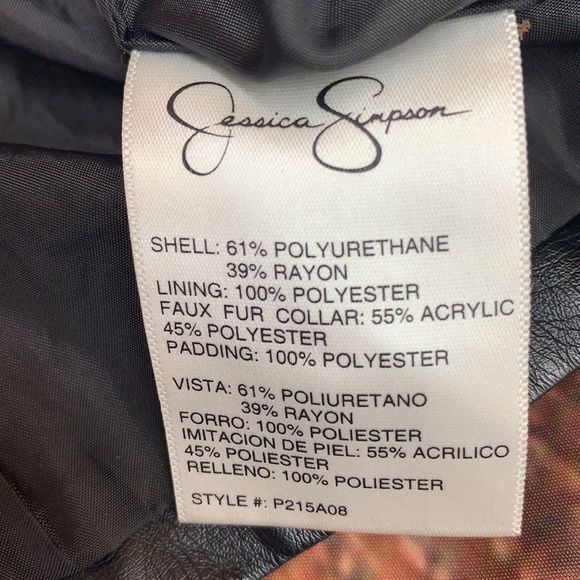 Jessica Simpson
SHELL: 61% POLYURETHANE
39% RAYON
LINING: 100% POLYESTER
FAUX FUR COLLAR: 55% ACRYLIC
45% POLYESTER
PADDING: 100% POLYESTER
VISTA: 61% POLIURETANO
39% RAYON
FORRO: 100% POLIESTER
IMITACION DE PIEL: 55% ACRILICO
45% POLIESTER
RELLENO: 100% POLIESTER
STYLE #: P215A08